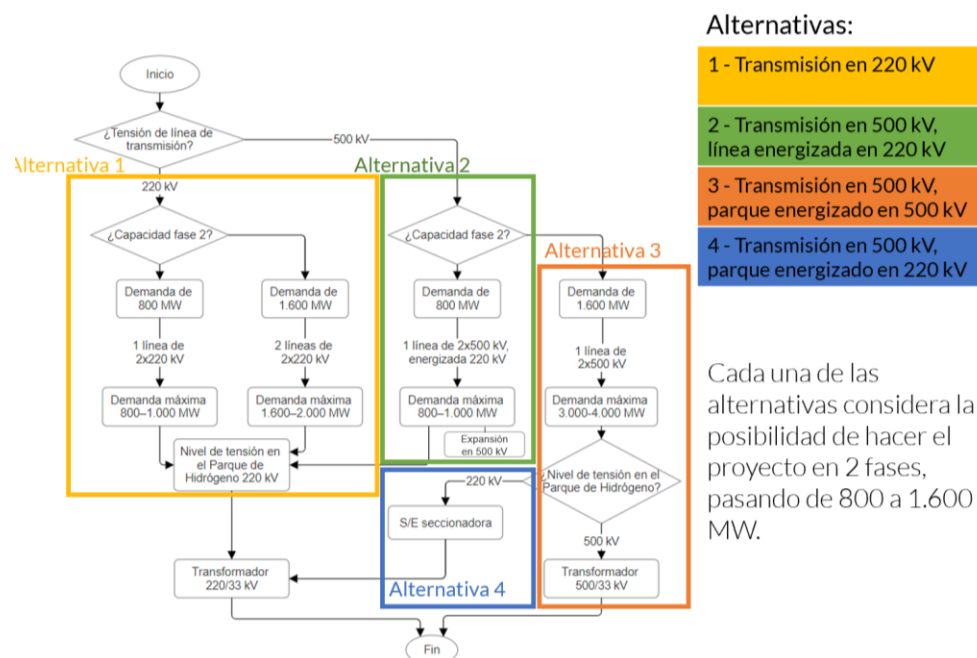 Alternativas:
1 - Transmisión en 220 kV
2 - Transmisión en 500 kV,
línea energizada en 220 kV
3 - Transmisión en 500 kV,
parque energizado en 500 kV
4 - Transmisión en 500 kV,
parque energizado en 220 kV
Cada una de las
alternativas considera la
posibilidad de hacer el
proyecto en 2 fases,
pasando de 800 a 1.600
MW.
Inicio
¿Tensión de línea de
transmisión?
500 kV
220 kV
Alternativa 1
¿Capacidad fase 2?
Demanda de
800 MW
Demanda de
1.600 MW
1 línea de
2x220 kV
2 líneas de
2x220 kV
Demanda máxima
800–1.000 MW
Demanda máxima
1.600–2.000 MW
Nivel de tensión en
el Parque de
Hidrógeno 220 kV
Transformador
220/33 kV
Alternativa 2
¿Capacidad fase 2?
Demanda de
800 MW
1 línea de 2x500 kV,
energizada 220 kV
Demanda máxima
800–1.000 MW
Expansión
en 500 kV
Alternativa 3
Demanda de
1.600 MW
1 línea de
2x500 kV
Demanda máxima
3.000-4.000 MW
¿Nivel de tensión en el
Parque de Hidrógeno?
220 kV
500 kV
S/E seccionadora
Alternativa 4
Transformador
500/33 kV
Fin